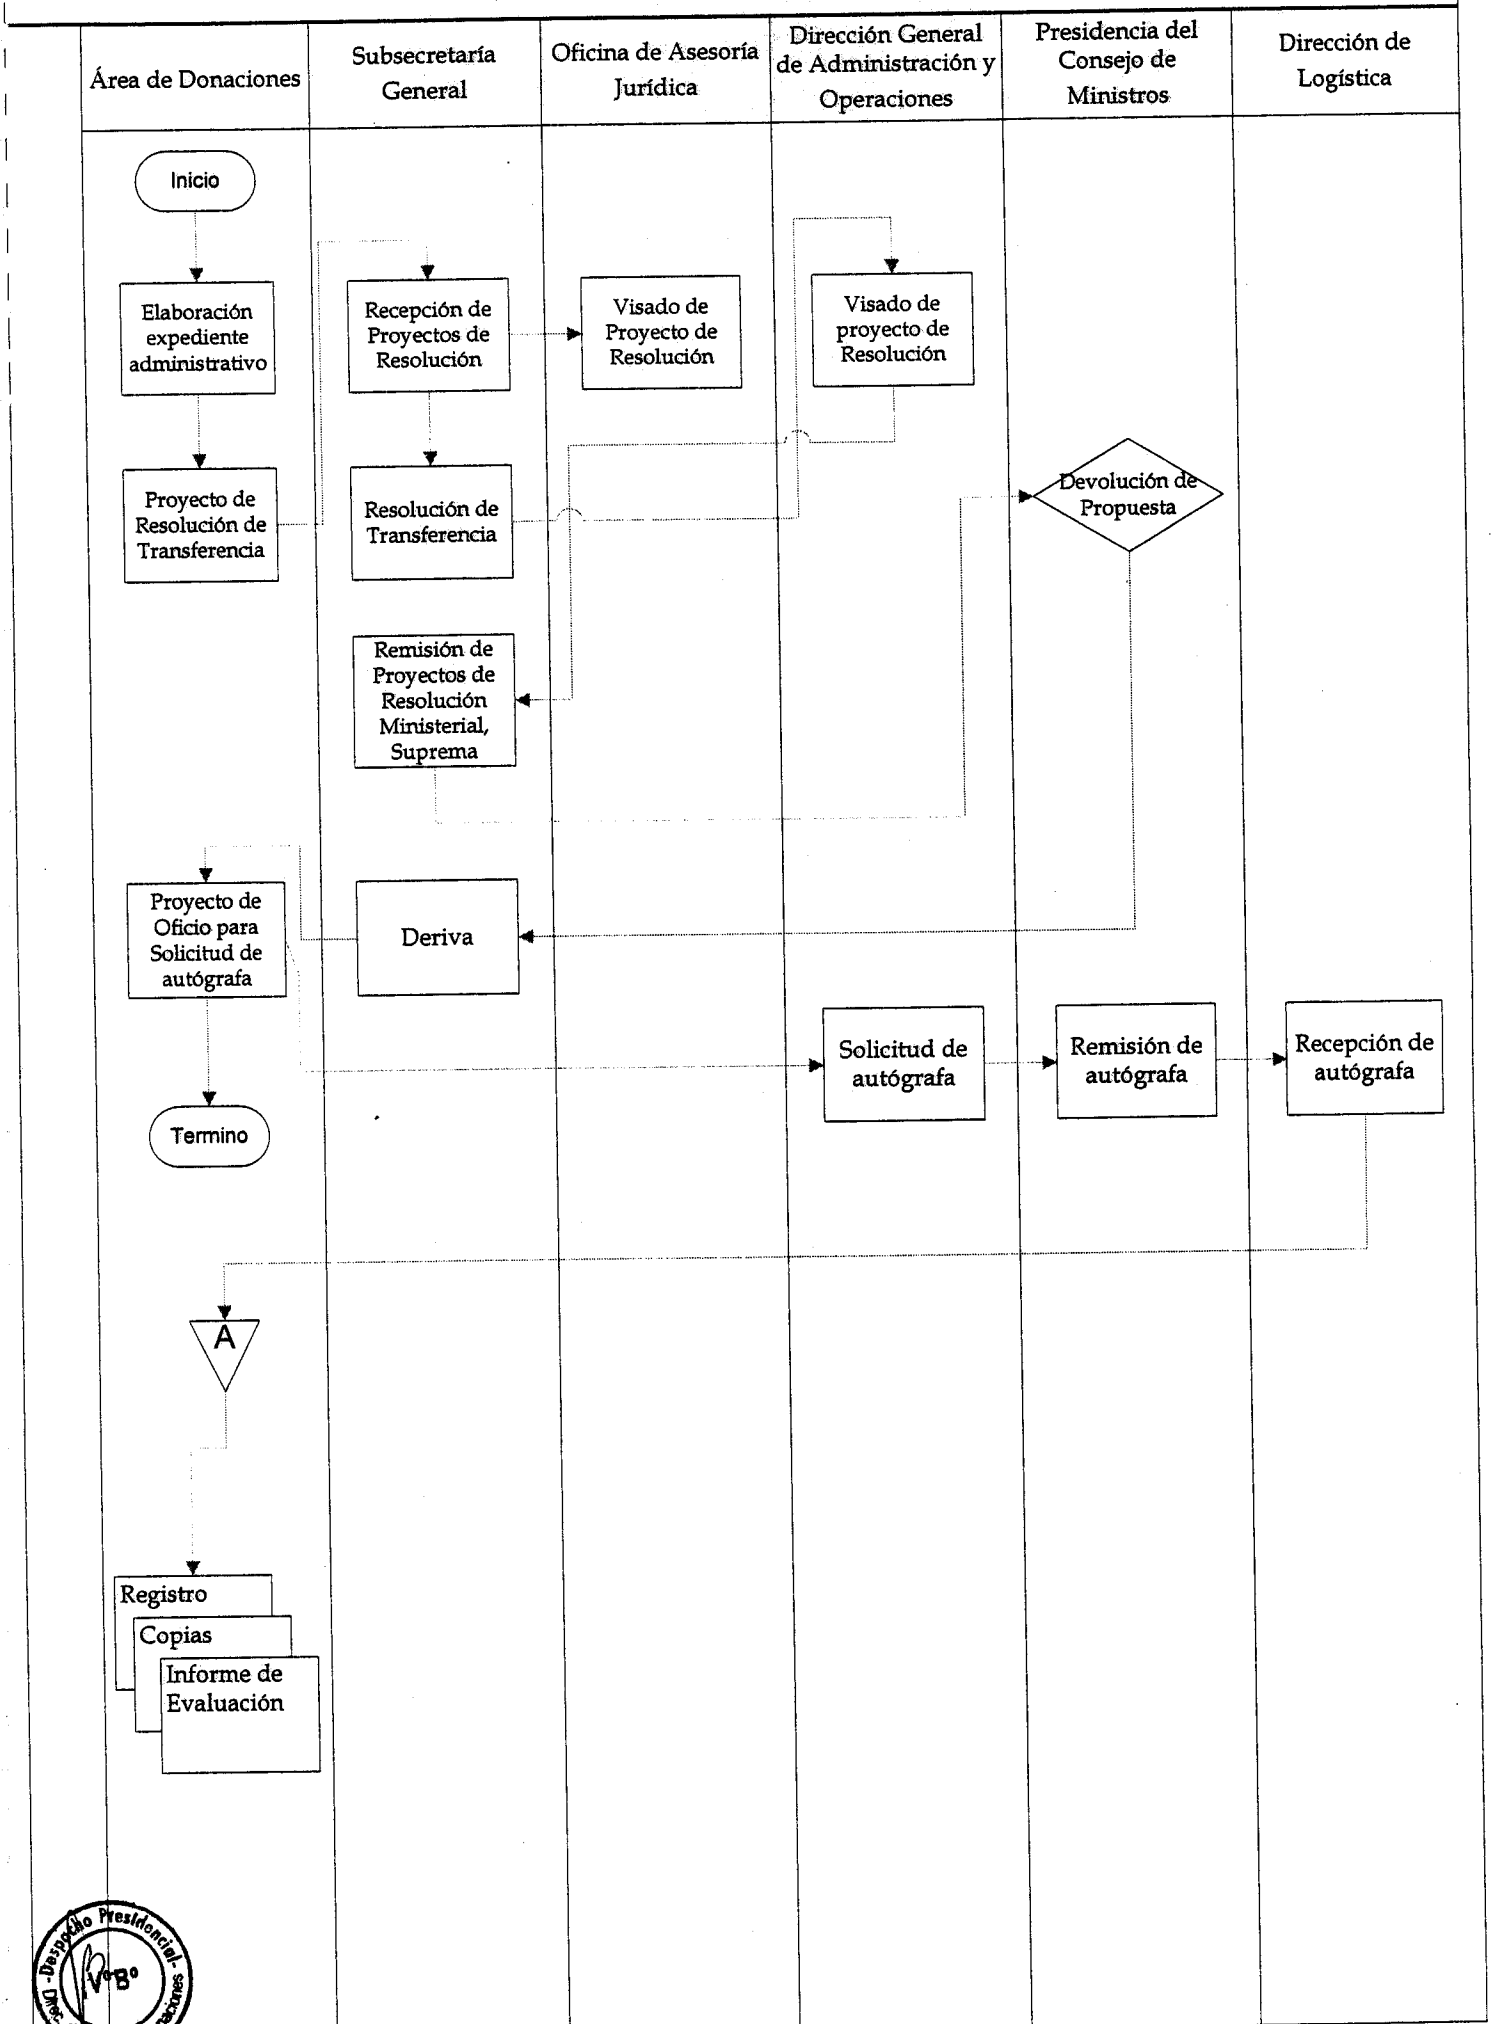 Área de Donaciones
Subsecretaría
General
Oficina de Asesoría
Jurídica
Dirección General
de Administración y
Operaciones
Presidencia del
Consejo de
Ministros
Dirección de
Logística
Inicio
Elaboración
expediente
administrativo
Recepción de
Proyectos de
Resolución
Visado de
Proyecto de
Resolución
Visado de
proyecto de
Resolución
Proyecto de
Resolución de
Transferencia
Resolución de
Transferencia
Devolución de
Propuesta
Remisión de
Proyectos de
Resolución
Ministerial,
Suprema
Proyecto de
Oficio para
Solicitud de
autógrafa
Deriva
Solicitud de
autógrafa
Remisión de
autógrafa
Recepción de
autógrafa
Termino
A
Registro
Copias
Informe de
Evaluación
-Despacho Presidencial-
VºBº